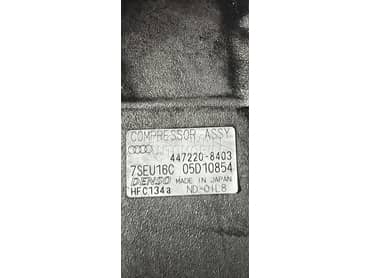 COMPRESSOR ASSY
447220-8403
7SEU16C 05D10854
DENSO MADE IN JAPAN
HFC134a ND-OIL8